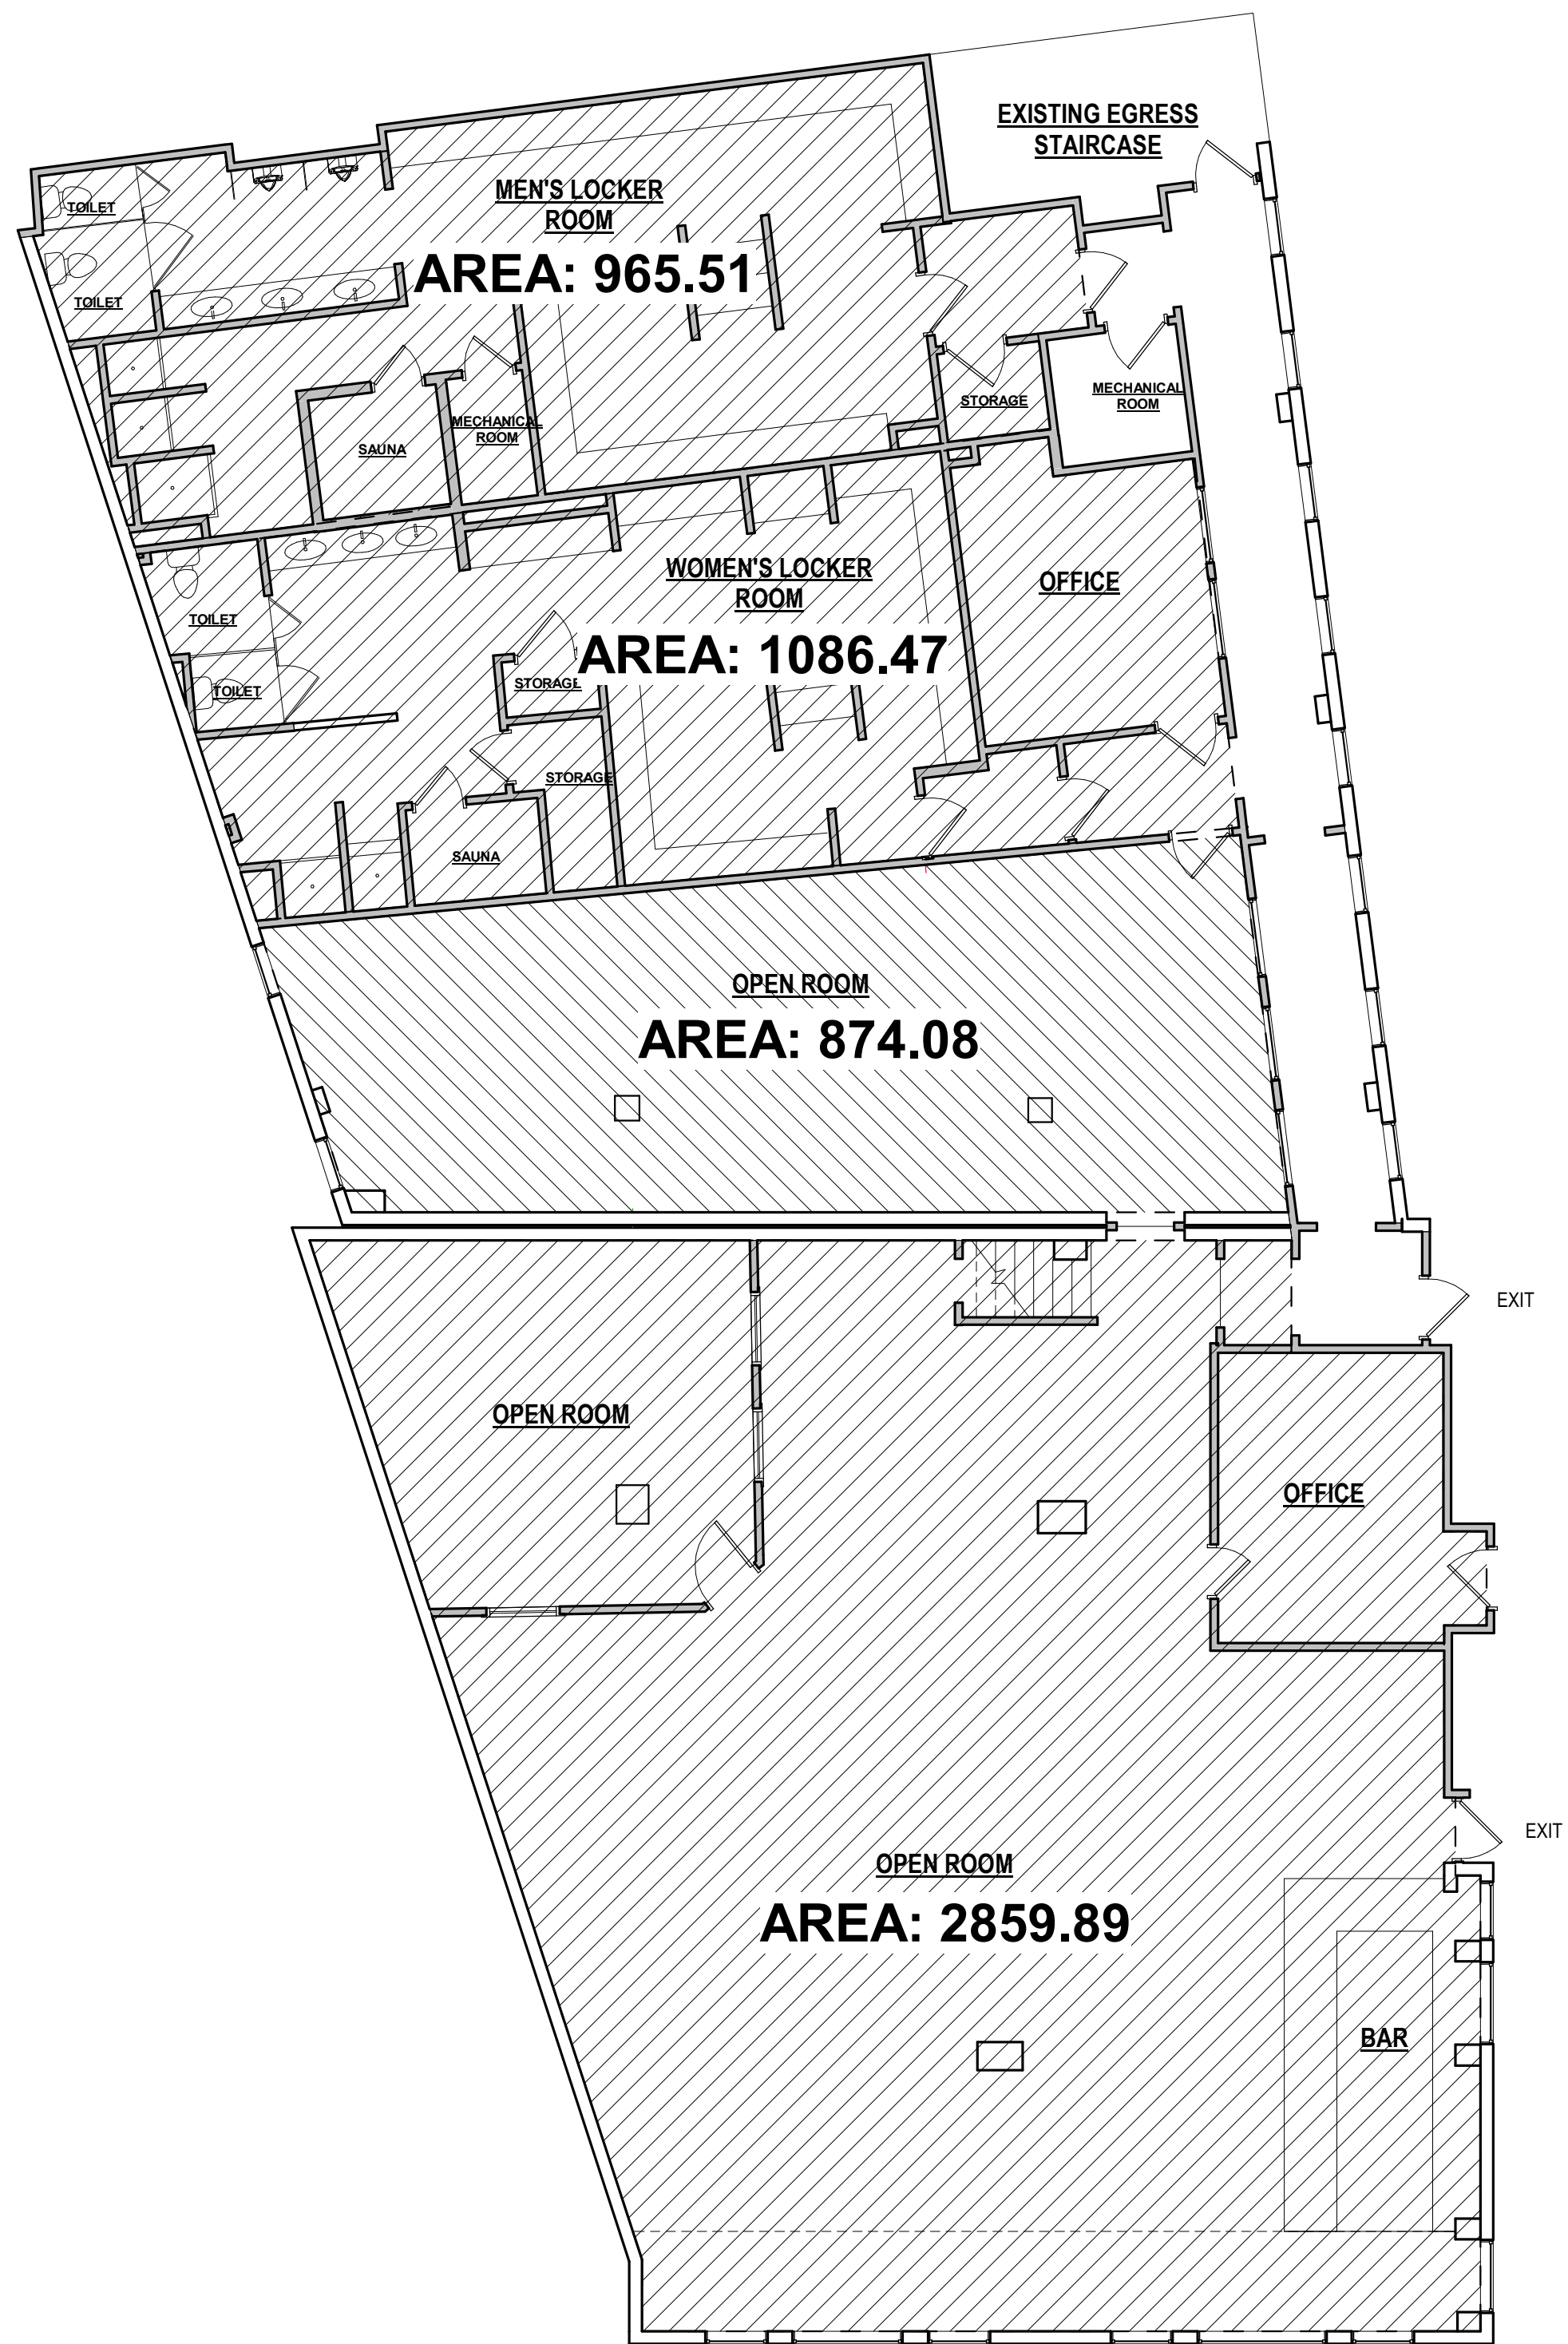 EXISTING EGRESS
STAIRCASE
MEN'S LOCKER
ROOM
AREA: 965.51
TOILET
TOILET
MECHANICAL
ROOM
STORAGE
SAUNA
MECHANICAL
ROOM
WOMEN'S LOCKER
ROOM
AREA: 1086.47
OFFICE
TOILET
TOILET
STORAGE
STORAGE
SAUNA
OPEN ROOM
AREA: 874.08
EXIT
OPEN ROOM
OFFICE
EXIT
OPEN ROOM
AREA: 2859.89
BAR